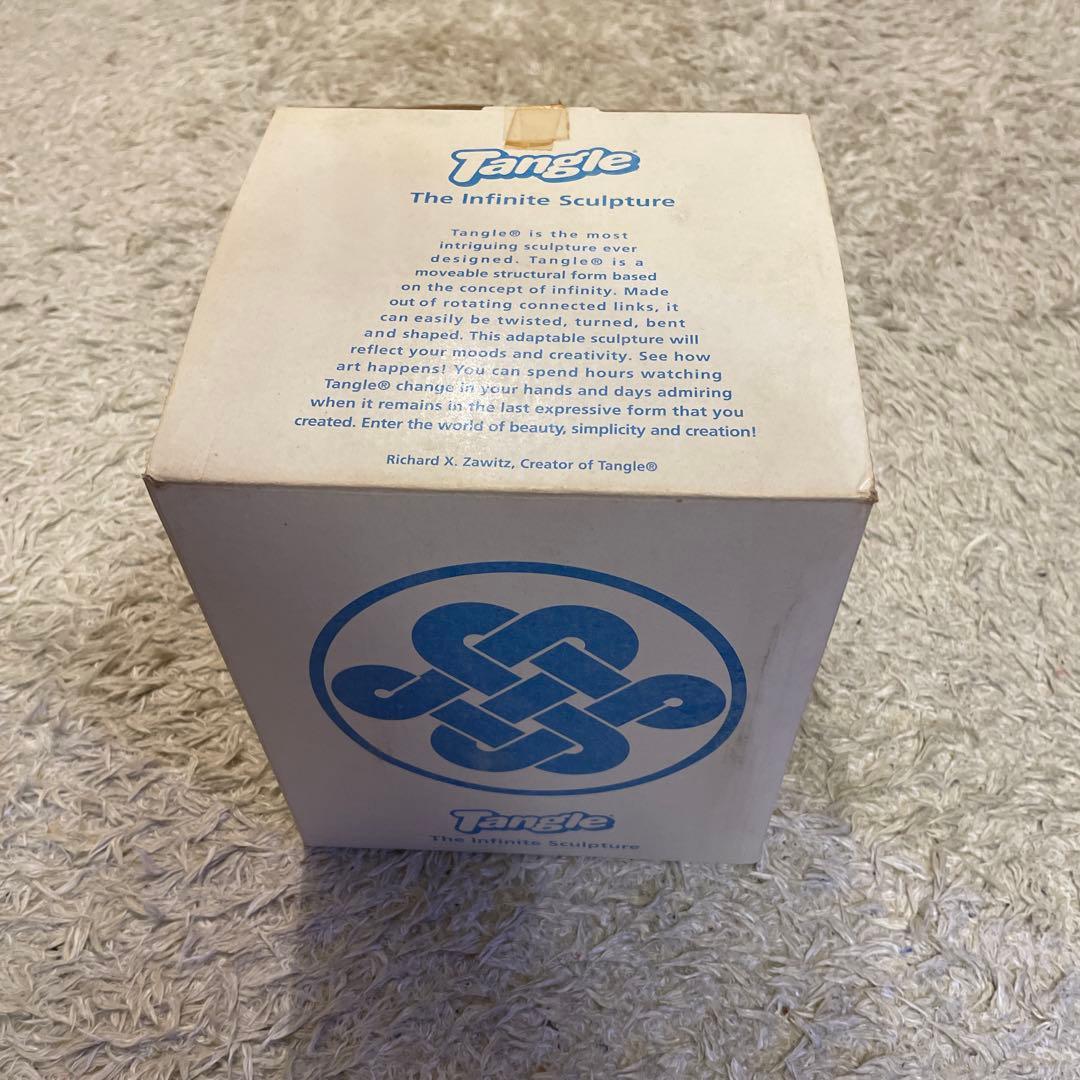 Tangle®
The Infinite Sculpture
Tangle® is the most
intriguing sculpture ever
designed. Tangle® is a
moveable structural form based
on the concept of infinity. Made
out of rotating connected links, it
can easily be twisted, turned, bent
and shaped. This adaptable sculpture will
reflect your moods and creativity. See how
art happens! You can spend hours watching
Tangle® change in your hands and days admiring
when it remains in the last expressive form that you
created. Enter the world of beauty, simplicity and creation!
Richard X. Zawitz, Creator of Tangle®
Tangle
The Infinite Sculpture